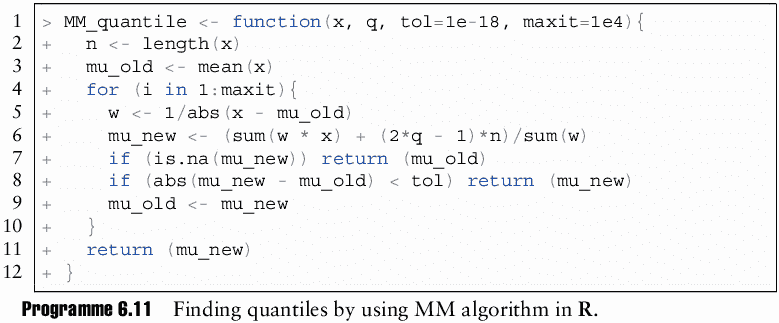 1 > MM_quantile <- function(x, q, tol=1e-18, maxit=1e4){
2 +   n <- length(x)
3 +   mu_old <- mean(x)
4 +   for (i in 1:maxit){
5 +     w <- 1/abs(x - mu_old)
6 +     mu_new <- (sum(w * x) + (2*q - 1)*n)/sum(w)
7 +     if (is.na(mu_new)) return (mu_old)
8 +     if (abs(mu_new - mu_old) < tol) return (mu_new)
9 +     mu_old <- mu_new
10 +   }
11 +   return (mu_new)
12 + }
Programme 6.11 Finding quantiles by using MM algorithm in R.